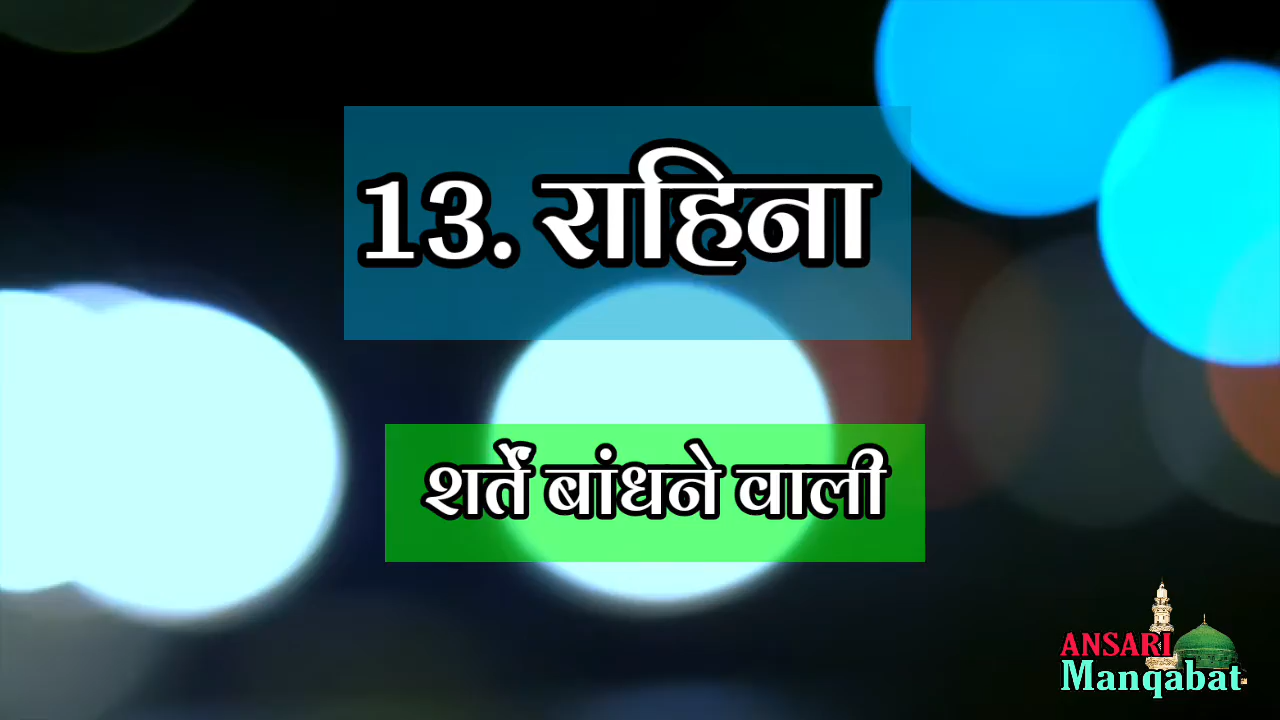 13. राहिना
शर्तें बांधने वाली
ANSARI
Manqabat